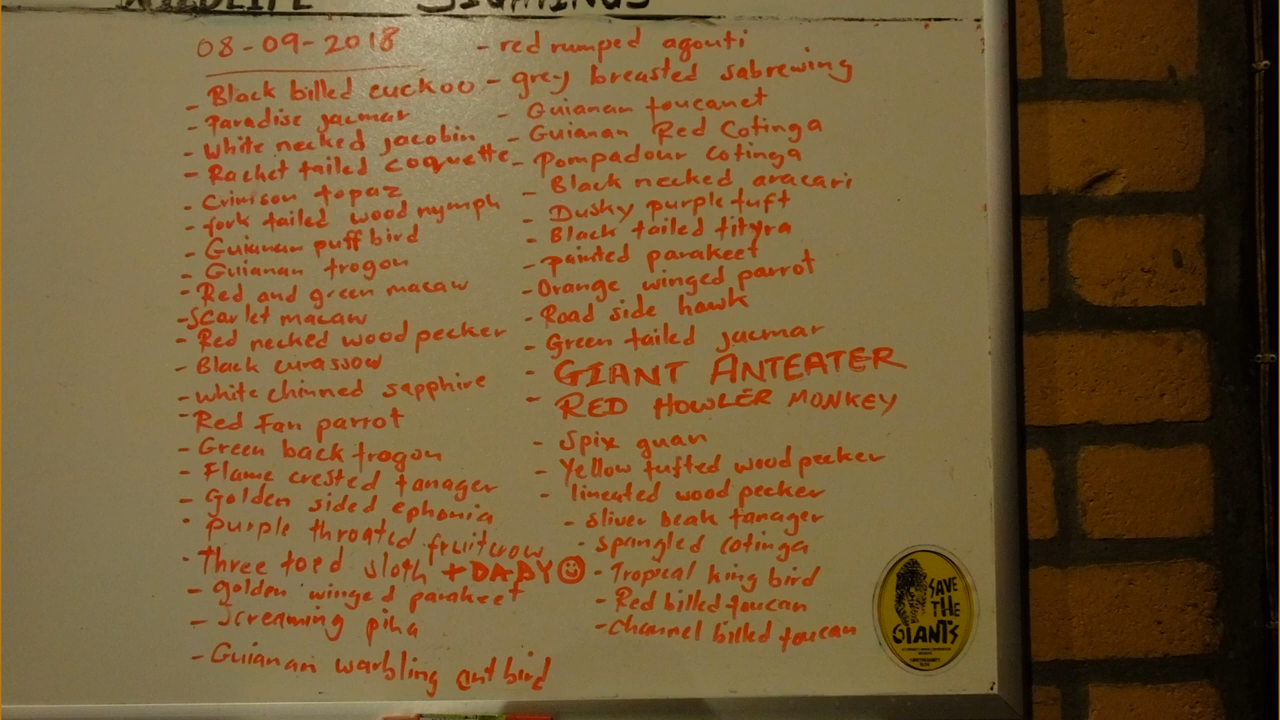 WILDLIFE SIGHTINGS
08-09-2018
- Black billed cuckoo
- Paradise jacmar
- White necked jacobin
- Racket tailed coquette
- Crimison topaz
- fork tailed wood nymph
- Guianan puff bird
- Guianan trogon
- Red and green macaw
- Scarlet macaw
- Red necked wood pecker
- Black curassow
- white chinned sapphire
- Red Fan parrot
- Green back trogon
- Flame crested tanager
- Golden sided ephonia
- purple throated fruitcrow
- Three toed sloth + BABY ☺
- golden winged parakeet
- Screaming piha
- Guianan warbling ant bird
- red rumped agouti
- grey breasted sabrewing
- Guianan toucanet
- Guianan Red Cotinga
- Pompadour cotinga
- Black necked aracari
- Dusky purple tuft
- Black tailed tityra
- painted parakeet
- Orange winged parrot
- Road side hawk
- Green tailed jacmar
- GIANT ANTEATER
- RED HOWLER MONKEY
- Spix guan
- Yellow tufted wood pecker
- lineated wood pecker
- sliver beak tanager
- spangled cotinga
- Tropical king bird
- Red billed toucan
- channel billed toucan
SAVE
THE
GIANTS